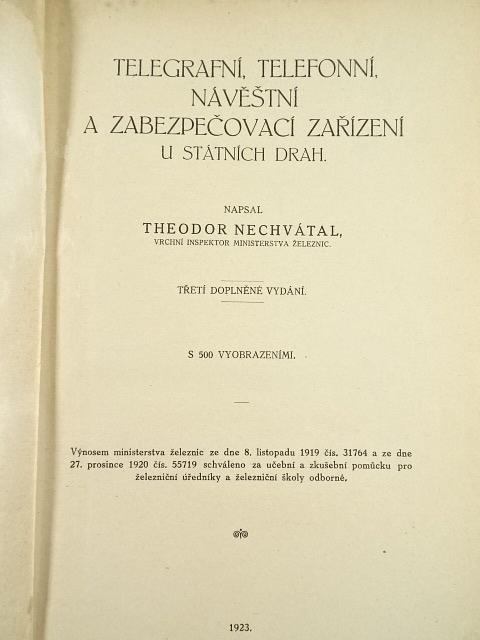 TELEGRAFNÍ, TELEFONNÍ,
NÁVĚŠTNÍ
A ZABEZPEČOVACÍ ZAŘÍZENÍ
U STÁTNÍCH DRAH.
NAPSAL
THEODOR NECHVÁTAL,
VRCHNÍ INSPEKTOR MINISTERSTVA ŽELEZNIC.
TŘETÍ DOPLNĚNÉ VYDÁNÍ.
S 500 VYOBRAZENÍMI.
Výnosem ministerstva železnic ze dne 8. listopadu 1919 čís. 31764 a ze dne
27. prosince 1920 čís. 55719 schváleno za učební a zkušební pomůcku pro
železniční úředníky a železniční školy odborné.
1923.